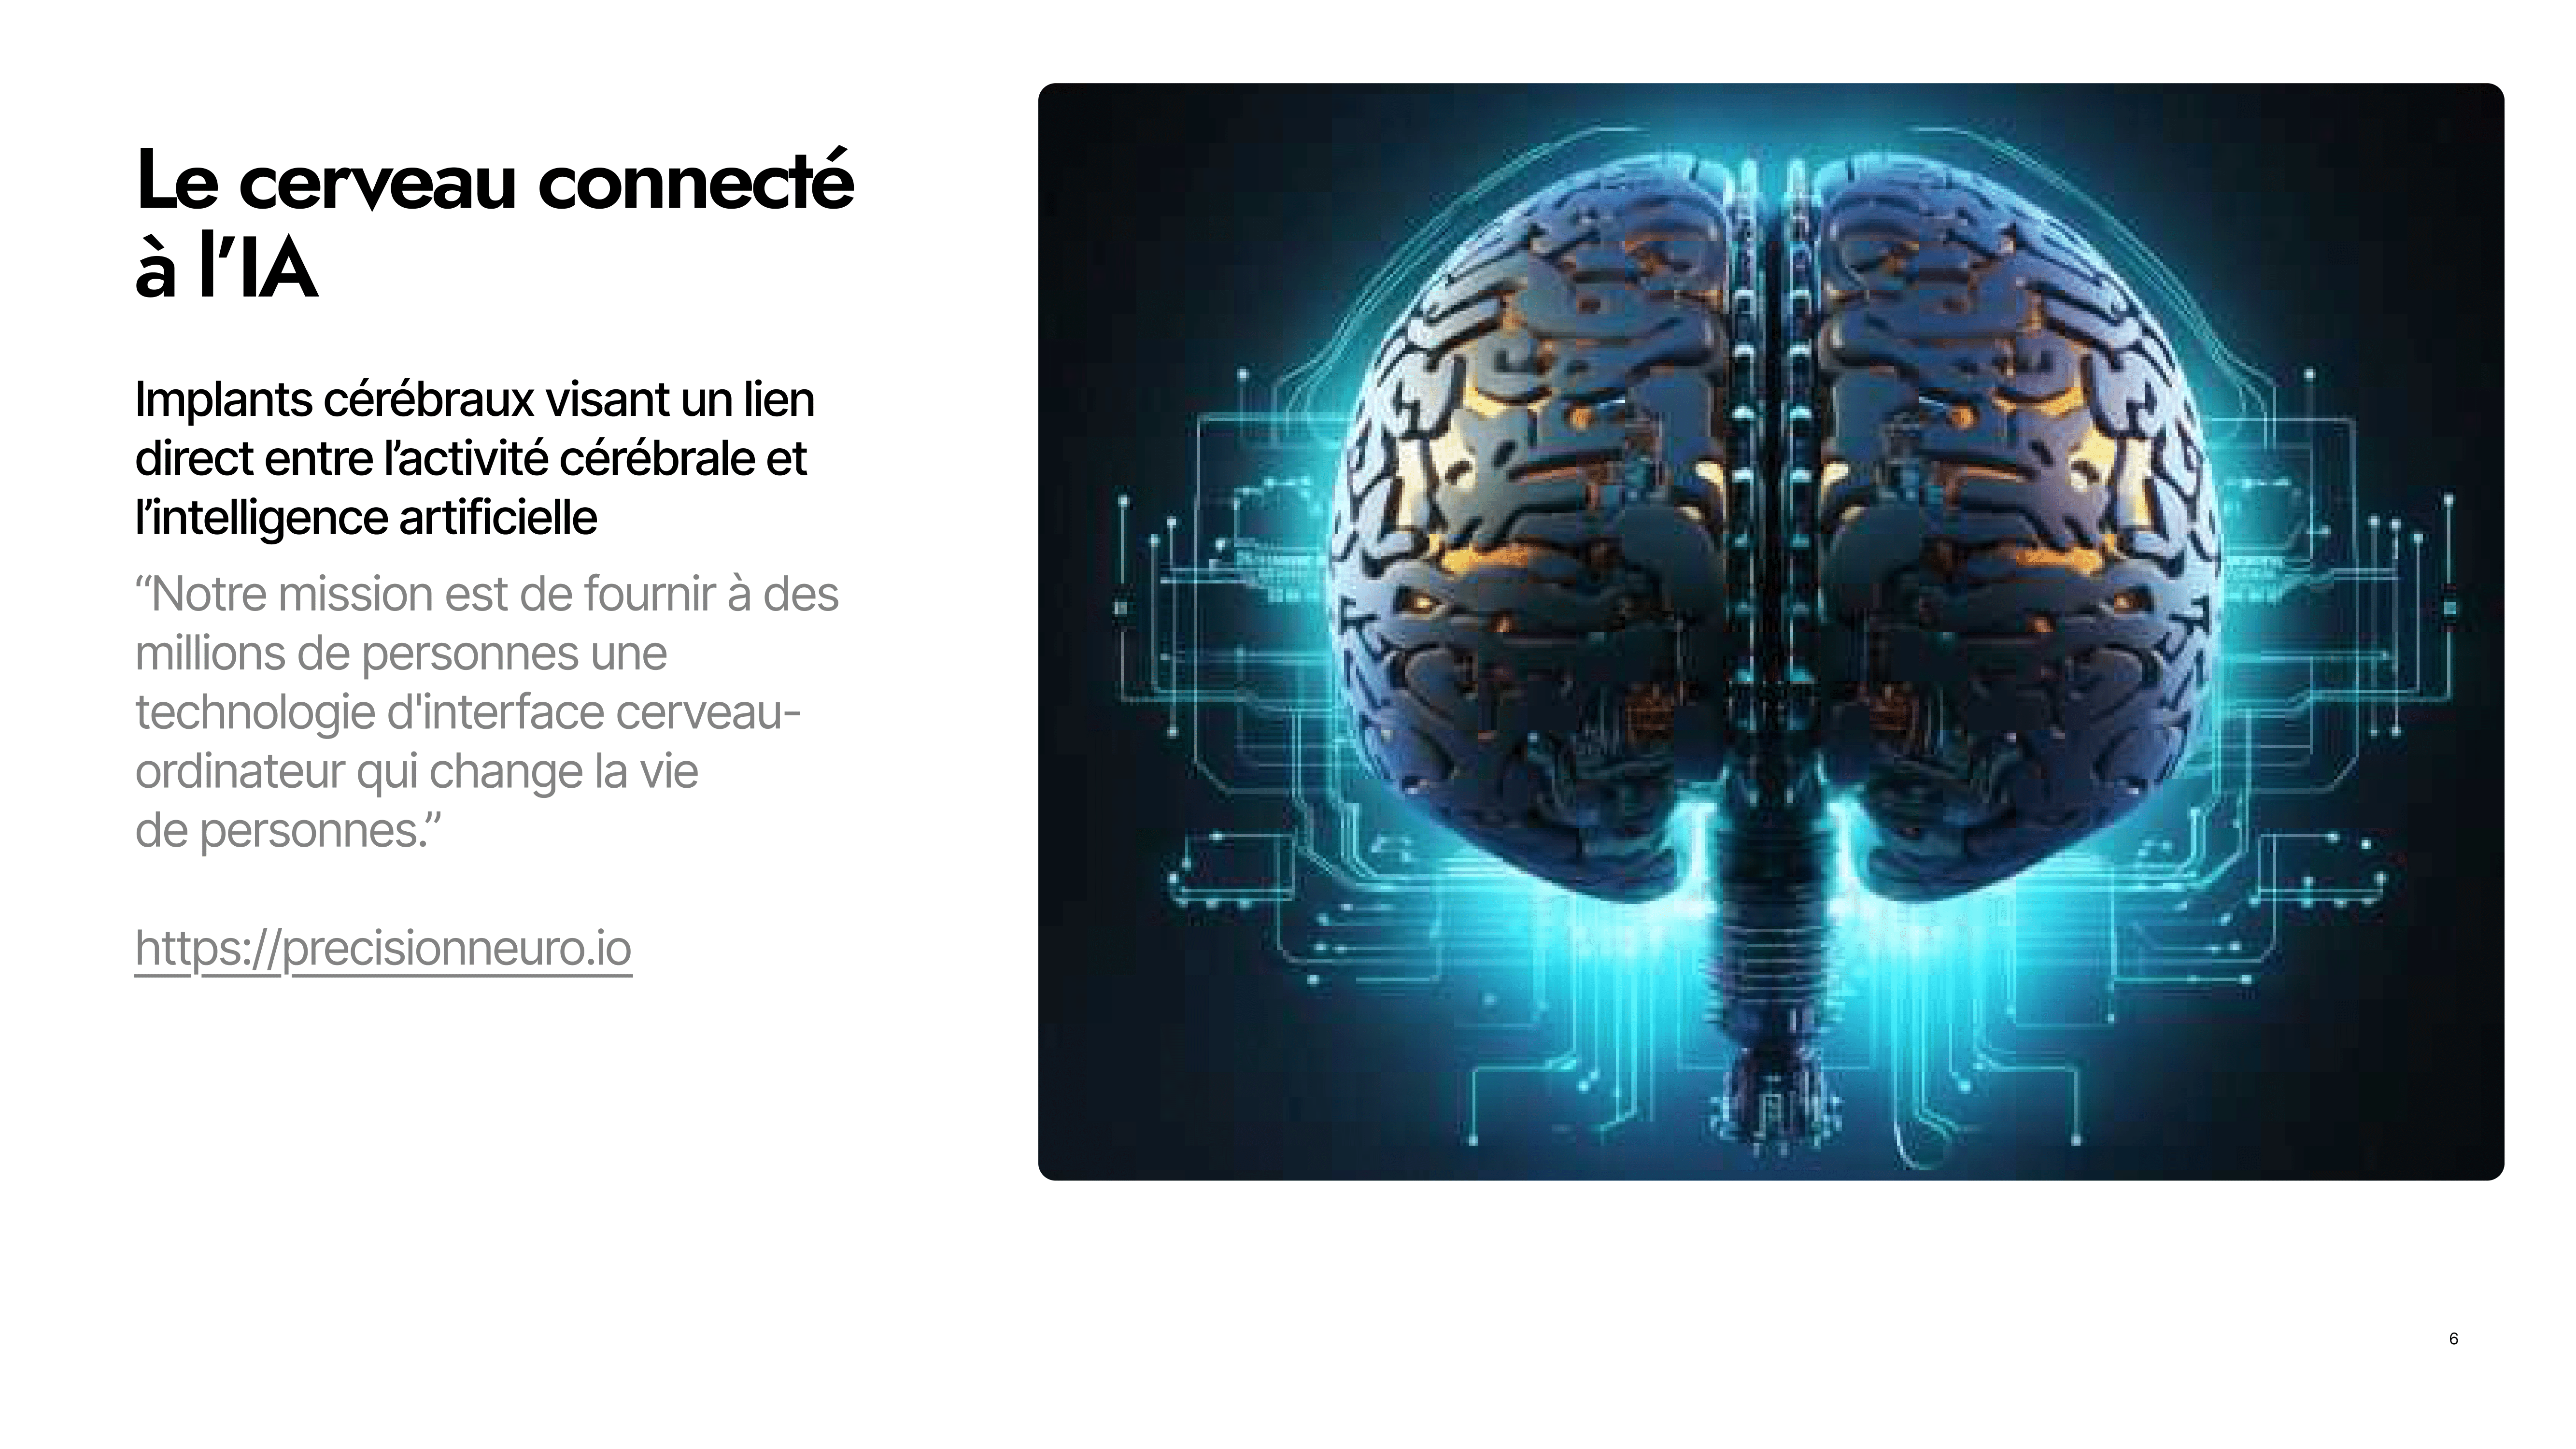 Le cerveau connecté
à l’IA
Implants cérébraux visant un lien
direct entre l’activité cérébrale et
l’intelligence artificielle
“Notre mission est de fournir à des
millions de personnes une
technologie d'interface cerveau-
ordinateur qui change la vie
de personnes.”
https://precisionneuro.io
6